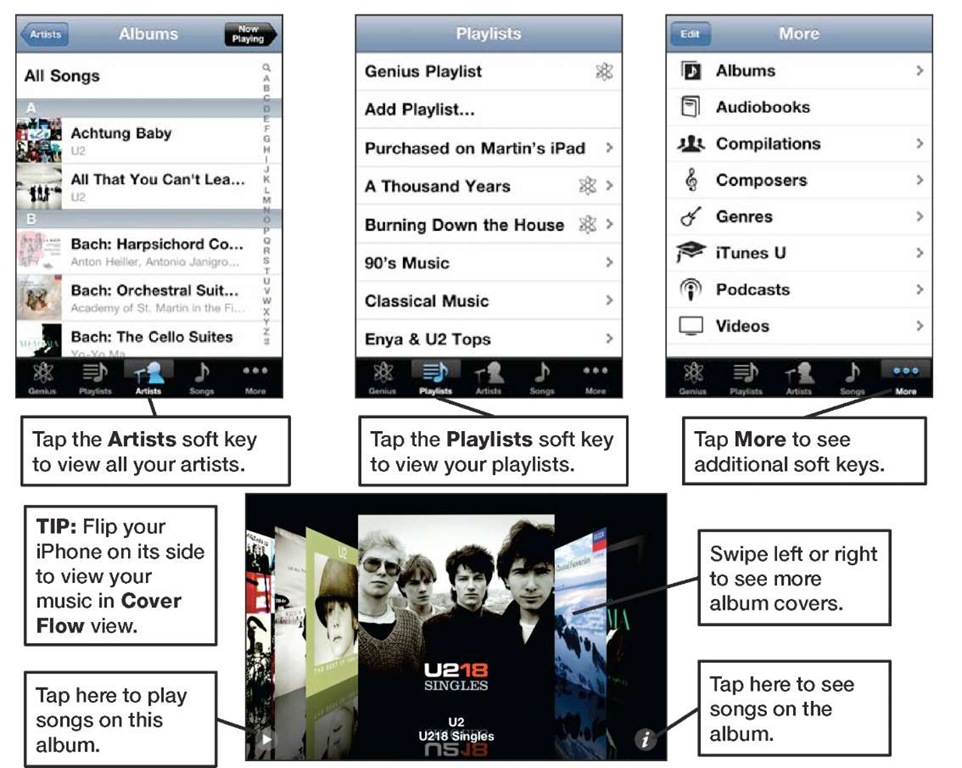 Artists
Albums
Now Playing
All Songs
A
Achtung Baby
U2
All That You Can't Lea...
U2
B
Bach: Harpsichord Co...
Anton Heiller, Antonio Janigro...
Bach: Orchestral Suit...
Academy of St. Martin in the Fi...
Bach: The Cello Suites
Yo-Yo Ma
A
B
C
D
E
F
G
H
I
J
K
L
M
N
O
P
Q
R
S
T
U
V
W
X
Y
Z
#
Genius
Playlists
Artists
Songs
More
Tap the Artists soft key
to view all your artists.
Playlists
Genius Playlist
Add Playlist...
Purchased on Martin's iPad
A Thousand Years
Burning Down the House
90's Music
Classical Music
Enya & U2 Tops
Genius
Playlists
Artists
Songs
More
Tap the Playlists soft key
to view your playlists.
Edit
More
Albums
Audiobooks
Compilations
Composers
Genres
iTunes U
Podcasts
Videos
Genius
Playlists
Artists
Songs
More
Tap More to see
additional soft keys.
TIP: Flip your
iPhone on its side
to view your
music in Cover
Flow view.
Tap here to play
songs on this
album.
U2
THE BEST OF
U218
SINGLES
U2
U218 Singles
i
Swipe left or right
to see more
album covers.
Tap here to see
songs on the
album.